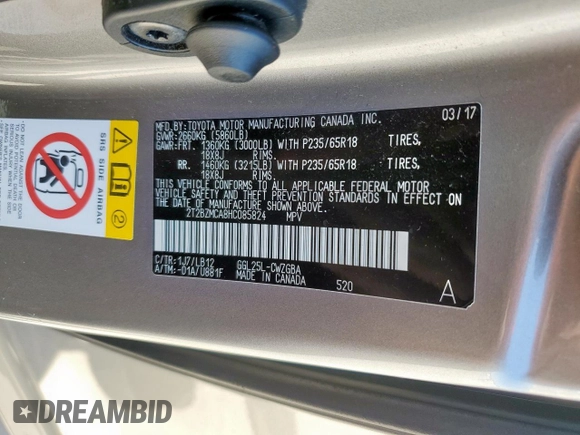 MFD.BY:TOYOTA MOTOR MANUFACTURING CANADA INC. 03/17
GVWR:2660KG (5860LB)
GAWR:FRT. 1360KG (3000LB) WITH P235/65R18 TIRES,
18X8J RIMS.
RR. 1460KG (3215LB) WITH P235/65R18 TIRES,
18X8J RIMS.
THIS VEHICLE CONFORMS TO ALL APPLICABLE FEDERAL MOTOR
VEHICLE SAFETY STANDARDS IN EFFECT ON
THE DATE OF MANUFACTURE SHOWN ABOVE.
2T2BZMCA8HC085824 MPV
C/TR:1J7/LB12 GGL25L-CWZGBA
A/TM:-01A/U881F MADE IN CANADA 520 A
SRS SIDE AIRBAG
2
DREAMBID